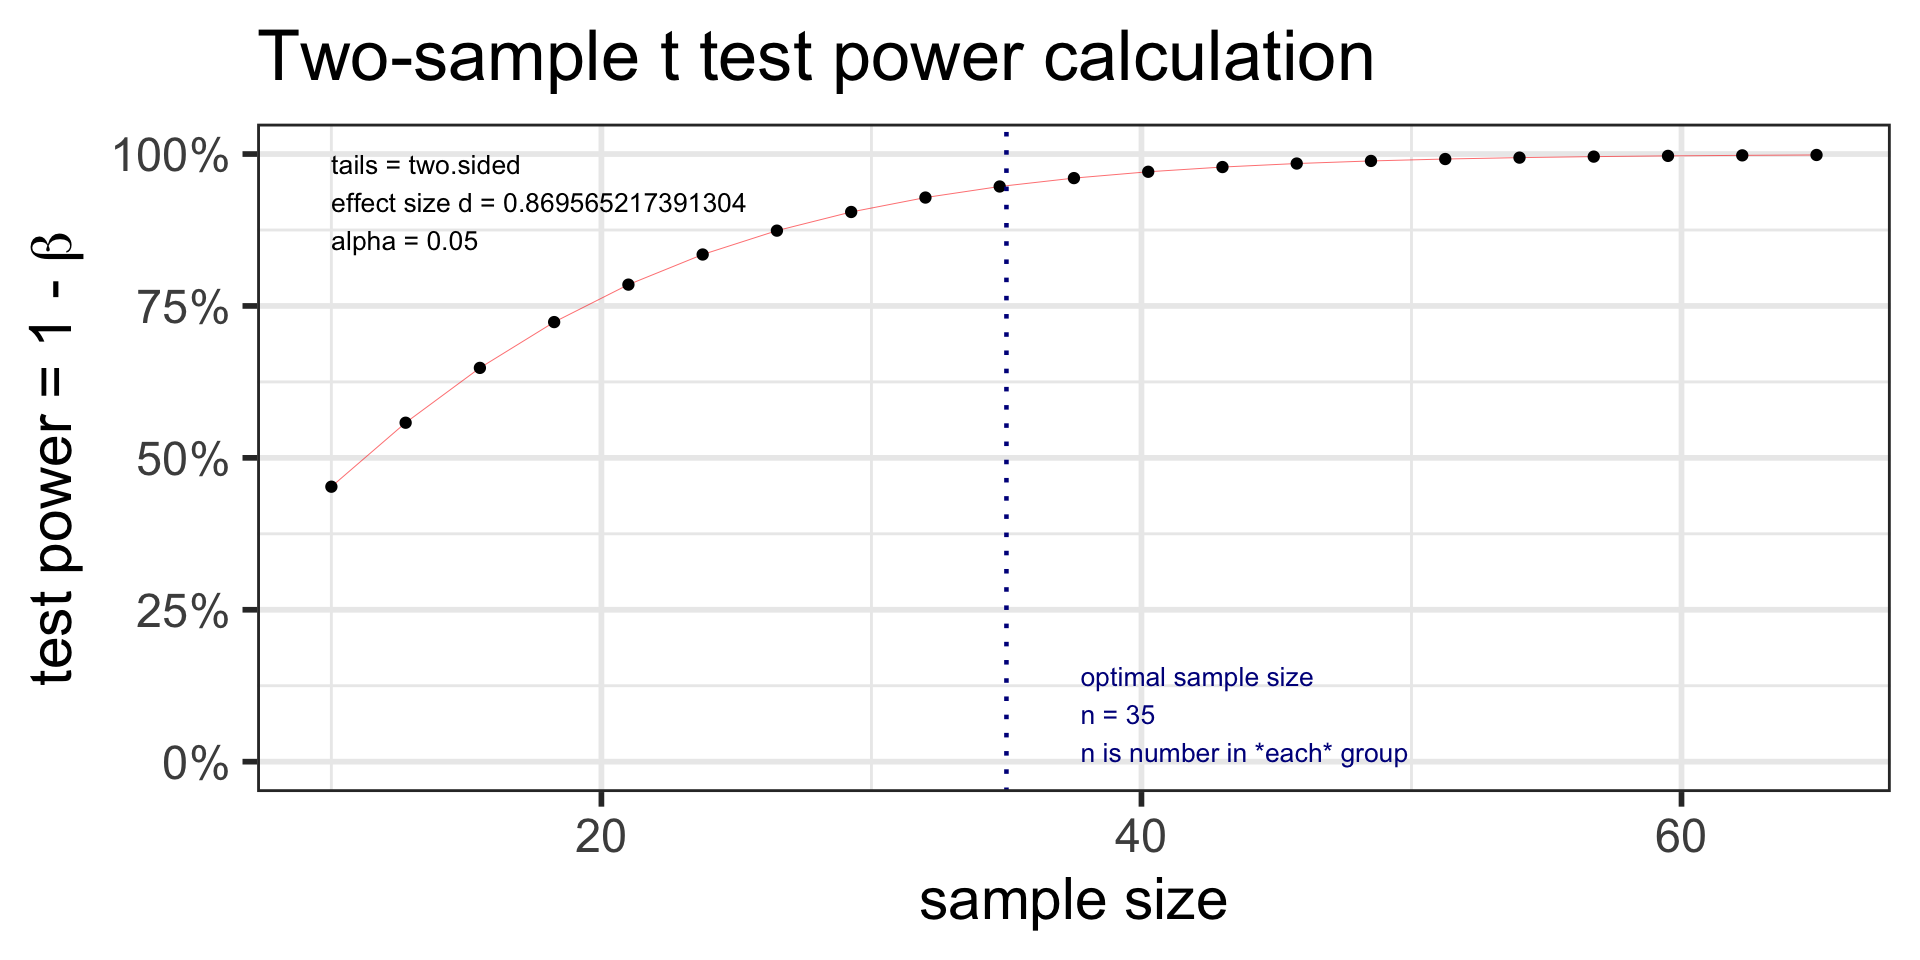 Two-sample t test power calculation
test power = 1 - β
100%
75%
50%
25%
0%
tails = two.sided
effect size d = 0.869565217391304
alpha = 0.05
optimal sample size
n = 35
n is number in *each* group
20
40
60
sample size